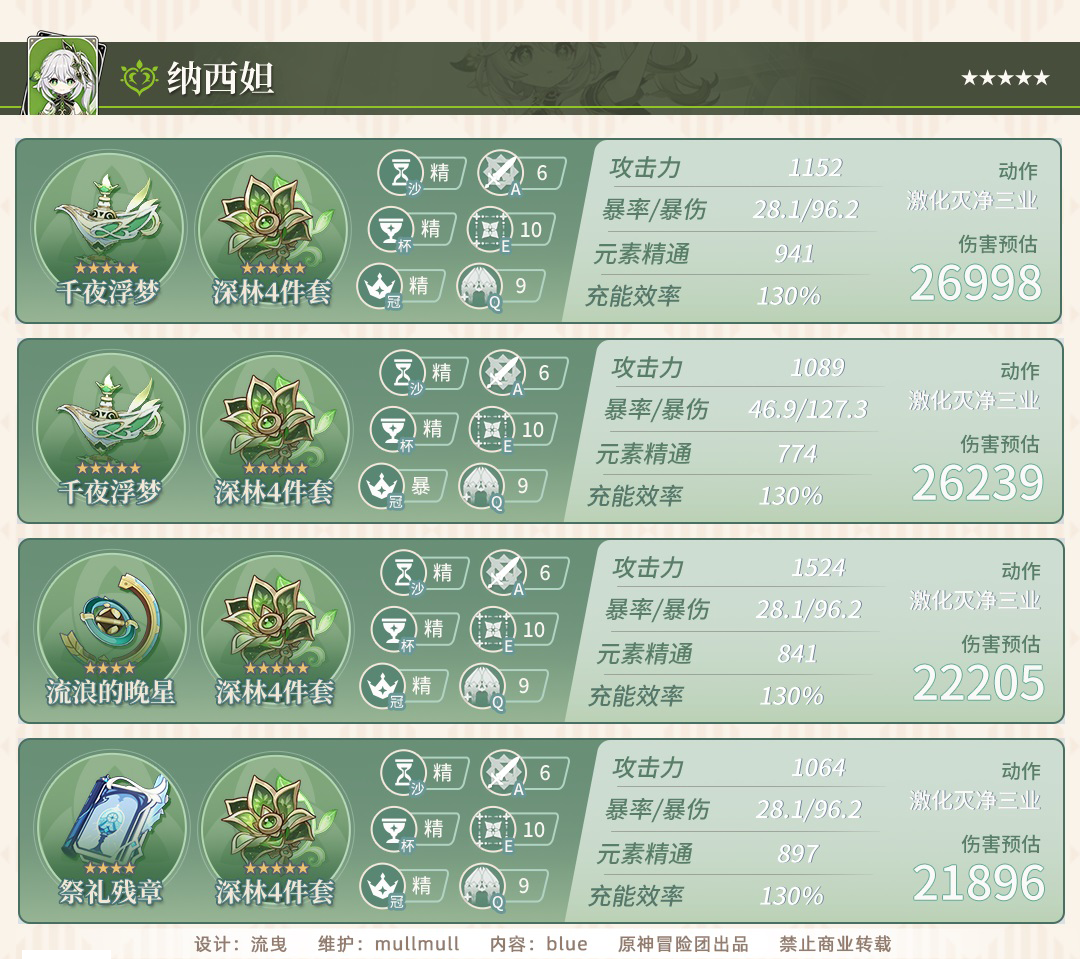 纳西妲
★★★★★
沙 精 A 6
杯 精 E 10
冠 精 Q 9
★★★★★ ★★★★★
千夜浮梦 深林4件套
攻击力 1152
暴率/暴伤 28.1/96.2
元素精通 941
充能效率 130%
动作
激化灭净三业
伤害预估
26998
沙 精 A 6
杯 精 E 10
冠 暴 Q 9
★★★★★ ★★★★★
千夜浮梦 深林4件套
攻击力 1089
暴率/暴伤 46.9/127.3
元素精通 774
充能效率 130%
动作
激化灭净三业
伤害预估
26239
沙 精 A 6
杯 精 E 10
冠 精 Q 9
★★★★ ★★★★★
流浪的晚星 深林4件套
攻击力 1524
暴率/暴伤 28.1/96.2
元素精通 841
充能效率 130%
动作
激化灭净三业
伤害预估
22205
沙 精 A 6
杯 精 E 10
冠 精 Q 9
★★★★ ★★★★★
祭礼残章 深林4件套
攻击力 1064
暴率/暴伤 28.1/96.2
元素精通 897
充能效率 130%
动作
激化灭净三业
伤害预估
21896
设计：流曳 维护：mullmull 内容：blue 原神冒险团出品 禁止商业转载